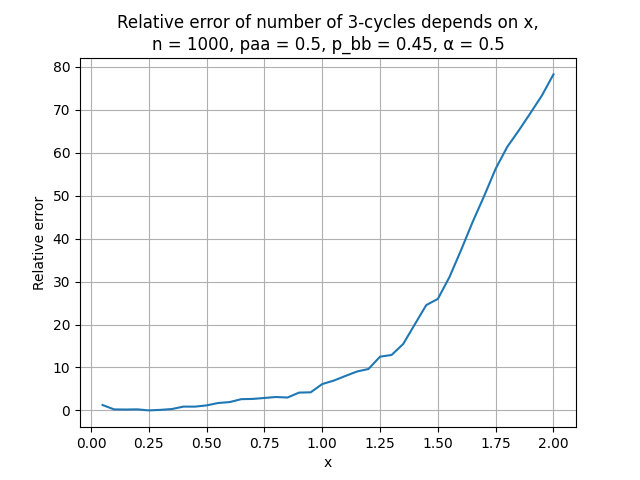 Relative error of number of 3-cycles depends on x,
n = 1000, paa = 0.5, p_bb = 0.45, α = 0.5
80
70
60
50
40
30
20
10
0
Relative error
0.00 0.25 0.50 0.75 1.00 1.25 1.50 1.75 2.00
x